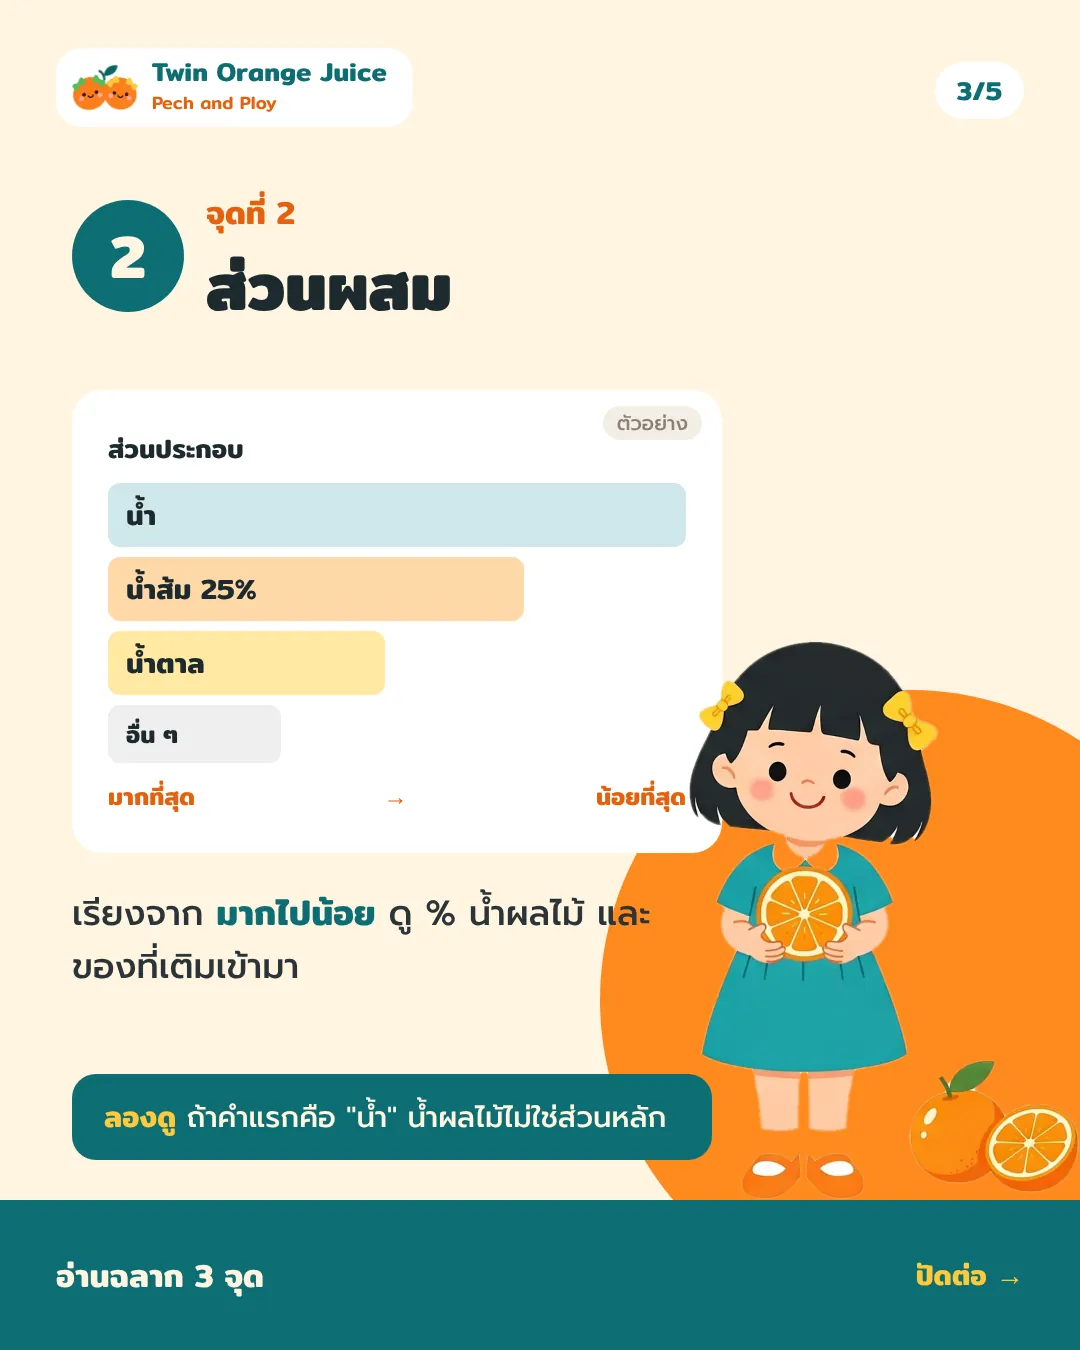 Twin Orange Juice
Pech and Ploy
3/5
2
จุดที่ 2
ส่วนผสม
ตัวอย่าง
ส่วนประกอบ
น้ำ
น้ำส้ม 25%
น้ำตาล
อื่น ๆ
มากที่สุด → น้อยที่สุด
เรียงจาก มากไปน้อย ดู % น้ำผลไม้ และ
ของที่เติมเข้ามา
ลองดู ถ้าคำแรกคือ "น้ำ" น้ำผลไม้ไม่ใช่ส่วนหลัก
อ่านฉลาก 3 จุด
ปัดต่อ →